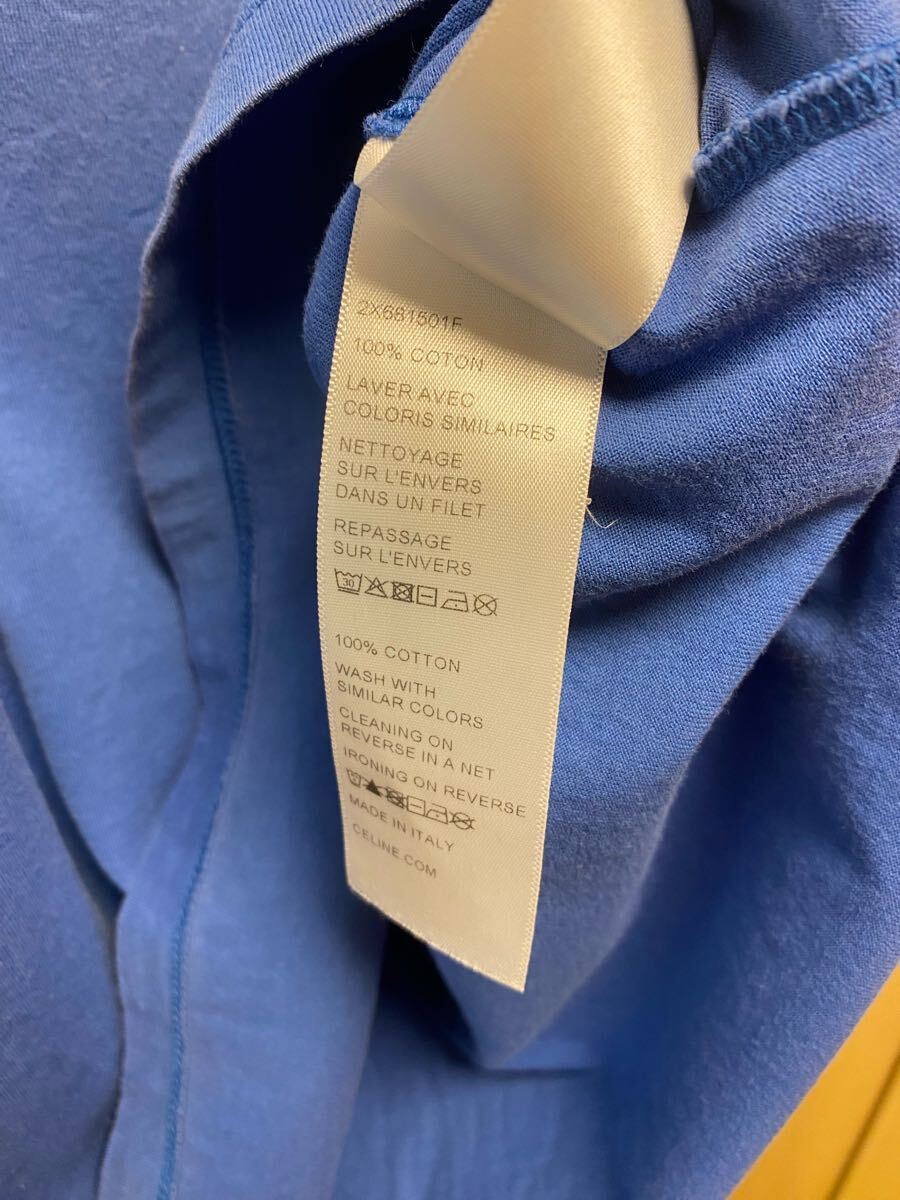 2X681501F
100% COTON
LAVER AVEC
COLORIS SIMILAIRES
NETTOYAGE
SUR L'ENVERS
DANS UN FILET
REPASSAGE
SUR L'ENVERS
30
100% COTTON
WASH WITH
SIMILAR COLORS
CLEANING ON
REVERSE IN A NET
IRONING ON REVERSE
MADE IN ITALY
CELINE.COM